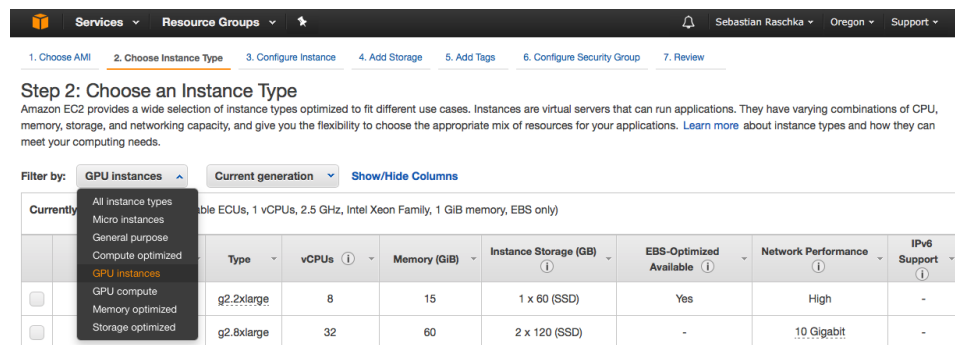 Services Resource Groups Sebastian Raschka Oregon Support
1. Choose AMI 2. Choose Instance Type 3. Configure Instance 4. Add Storage 5. Add Tags 6. Configure Security Group 7. Review
Step 2: Choose an Instance Type
Amazon EC2 provides a wide selection of instance types optimized to fit different use cases. Instances are virtual servers that can run applications. They have varying combinations of CPU,
memory, storage, and networking capacity, and give you the flexibility to choose the appropriate mix of resources for your applications. Learn more about instance types and how they can
meet your computing needs.
Filter by: GPU instances Current generation Show/Hide Columns
All instance types
Micro instances
General purpose
Compute optimized
GPU instances
GPU compute
Memory optimized
Storage optimized
Currently ECUs, 1 vCPUs, 2.5 GHz, Intel Xeon Family, 1 GiB memory, EBS only)
Type vCPUs Memory (GiB) Instance Storage (GB) EBS-Optimized Available Network Performance IPv6 Support
g2.2xlarge 8 15 1 x 60 (SSD) Yes High -
g2.8xlarge 32 60 2 x 120 (SSD) - 10 Gigabit -